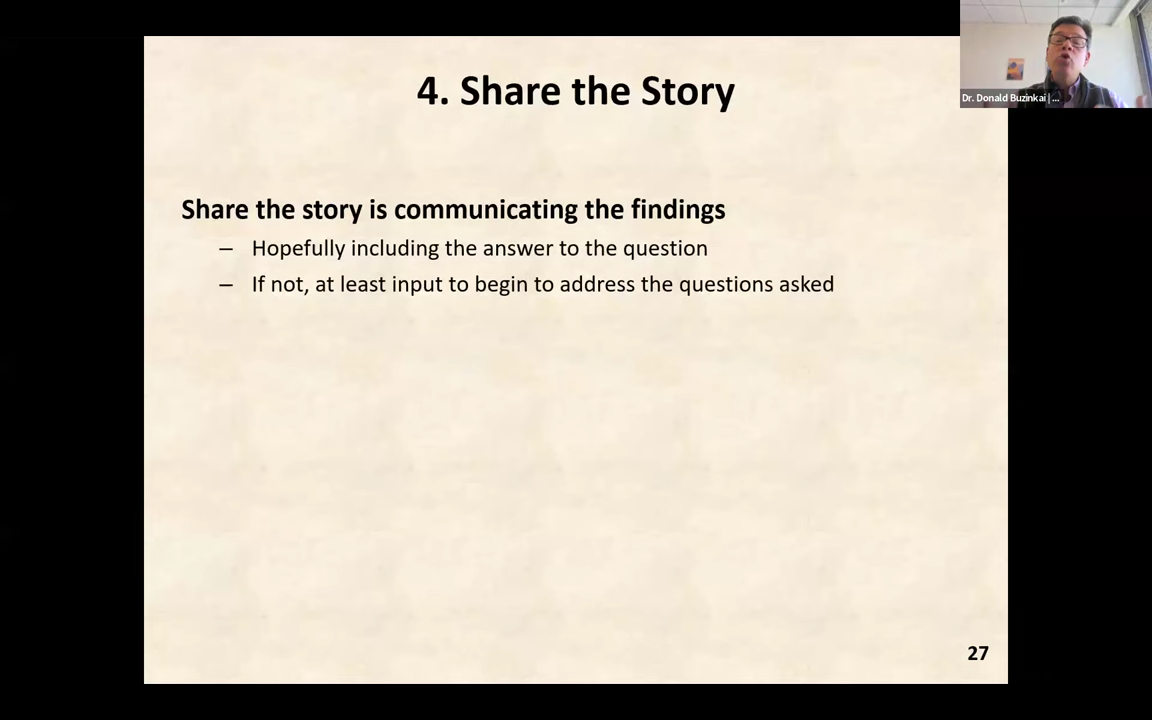 4. Share the Story
Dr. Donald Buzinkai | ...
Share the story is communicating the findings
– Hopefully including the answer to the question
– If not, at least input to begin to address the questions asked
27